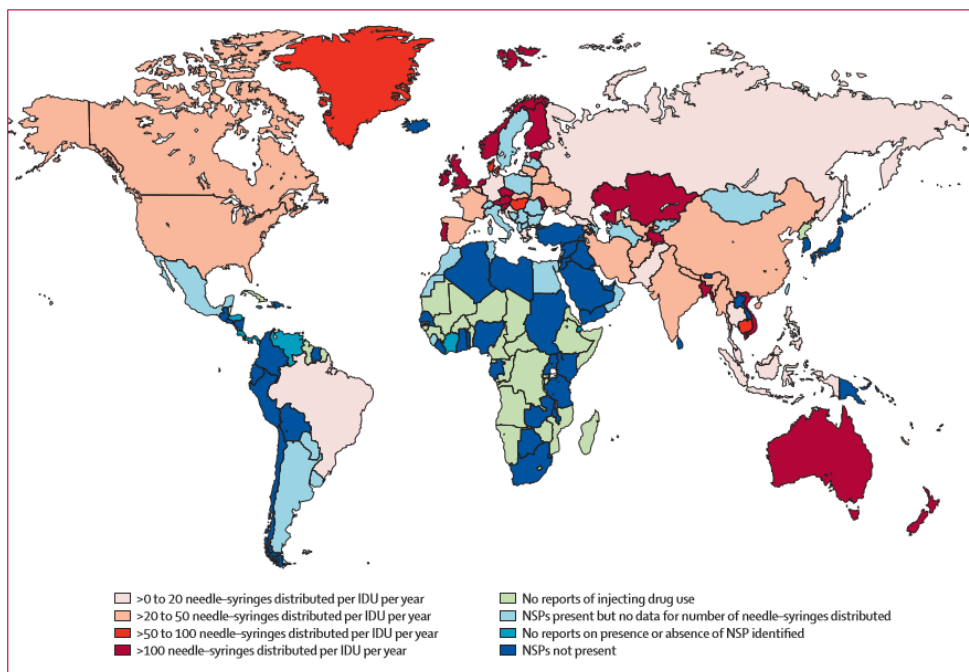 >0 to 20 needle–syringes distributed per IDU per year
>20 to 50 needle–syringes distributed per IDU per year
>50 to 100 needle–syringes distributed per IDU per year
>100 needle–syringes distributed per IDU per year
No reports of injecting drug use
NSPs present but no data for number of needle–syringes distributed
No reports on presence or absence of NSP identified
NSPs not present